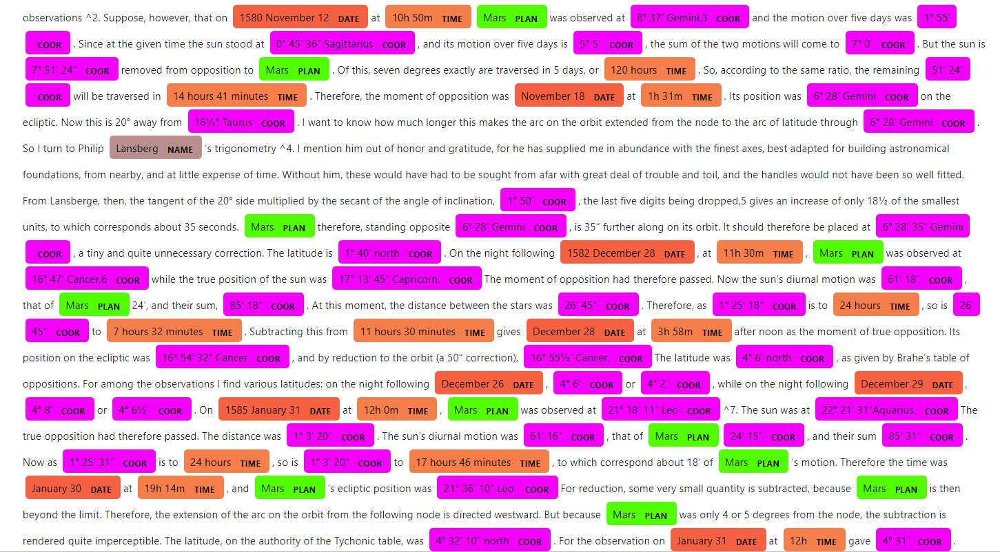 observations ^2. Suppose, however, that on 1580 November 12 DATE at 10h 50m TIME Mars PLAN was observed at 8° 37′ Gemini,3 COOR and the motion over five days was 1° 55′
COOR . Since at the given time the sun stood at 0° 45′ 36″ Sagittarius COOR , and its motion over five days is 5° 5′ COOR , the sum of the two motions will come to 7° 0′ COOR . But the sun is
7° 51′ 24″ COOR removed from opposition to Mars PLAN . Of this, seven degrees exactly are traversed in 5 days, or 120 hours TIME . So, according to the same ratio, the remaining 51′ 24″
COOR will be traversed in 14 hours 41 minutes TIME . Therefore, the moment of opposition was November 18 DATE at 1h 31m TIME . Its position was 6° 28′ Gemini COOR on the
ecliptic. Now this is 20° away from 16½° Taurus COOR . I want to know how much longer this makes the arc on the orbit extended from the node to the arc of latitude through 6° 28′ Gemini COOR .
So I turn to Philip Lansberg NAME ’s trigonometry ^4. I mention him out of honor and gratitude, for he has supplied me in abundance with the finest axes, best adapted for building astronomical
foundations, from nearby, and at little expense of time. Without him, these would have had to be sought from afar with great deal of trouble and toil, and the handles would not have been so well fitted.
From Lansberge, then, the tangent of the 20° side multiplied by the secant of the angle of inclination, 1° 50′ COOR , the last five digits being dropped,5 gives an increase of only 18½ of the smallest
units, to which corresponds about 35 seconds. Mars PLAN therefore, standing opposite 6° 28′ Gemini COOR , is 35″ further along on its orbit. It should therefore be placed at 6° 28′ 35″ Gemini
COOR , a tiny and quite unnecessary correction. The latitude is 1° 40′ north COOR . On the night following 1582 December 28 DATE , at 11h 30m TIME , Mars PLAN was observed at
16° 47′ Cancer,6 COOR while the true position of the sun was 17° 13′ 45″ Capricorn. COOR The moment of opposition had therefore passed. Now the sun’s diurnal motion was 61′ 18″ COOR ,
that of Mars PLAN 24′, and their sum, 85′ 18″ COOR . At this moment, the distance between the stars was 26′ 45″ COOR . Therefore, as 1° 25′ 18″ COOR is to 24 hours TIME , so is 26′
45″ COOR to 7 hours 32 minutes TIME . Subtracting this from 11 hours 30 minutes TIME gives December 28 DATE at 3h 58m TIME after noon as the moment of true opposition. Its
position on the ecliptic was 16° 54′ 32″ Cancer COOR , and by reduction to the orbit (a 50″ correction), 16° 55½′ Cancer. COOR The latitude was 4° 6′ north COOR , as given by Brahe’s table of
oppositions. For among the observations I find various latitudes: on the night following December 26 DATE , 4° 6′ COOR or 4° 2′ COOR , while on the night following December 29 DATE ,
4° 8′ COOR or 4° 6½′ COOR . On 1585 January 31 DATE at 12h 0m TIME , Mars PLAN was observed at 21° 18′ 11″ Leo COOR ^7. The sun was at 22° 21′ 31″Aquarius. COOR The
true opposition had therefore passed. The distance was 1° 3′ 20″ COOR . The sun’s diurnal motion was 61′ 16″ COOR , that of Mars PLAN 24′ 15″ COOR , and their sum 85′ 31″ COOR .
Now as 1° 25′ 31″ COOR is to 24 hours TIME , so is 1° 3′ 20″ COOR to 17 hours 46 minutes TIME , to which correspond about 18′ of Mars PLAN ’s motion. Therefore the time was
January 30 DATE at 19h 14m TIME , and Mars PLAN ’s ecliptic position was 21° 36′ 10″ Leo. COOR For reduction, some very small quantity is subtracted, because Mars PLAN is then
beyond the limit. Therefore, the extension of the arc on the orbit from the following node is directed westward. But because Mars PLAN was only 4 or 5 degrees from the node, the subtraction is
rendered quite imperceptible. The latitude, on the authority of the Tychonic table, was 4° 32′ 10″ north COOR . For the observation on January 31 DATE at 12h TIME gave 4° 31′ COOR .